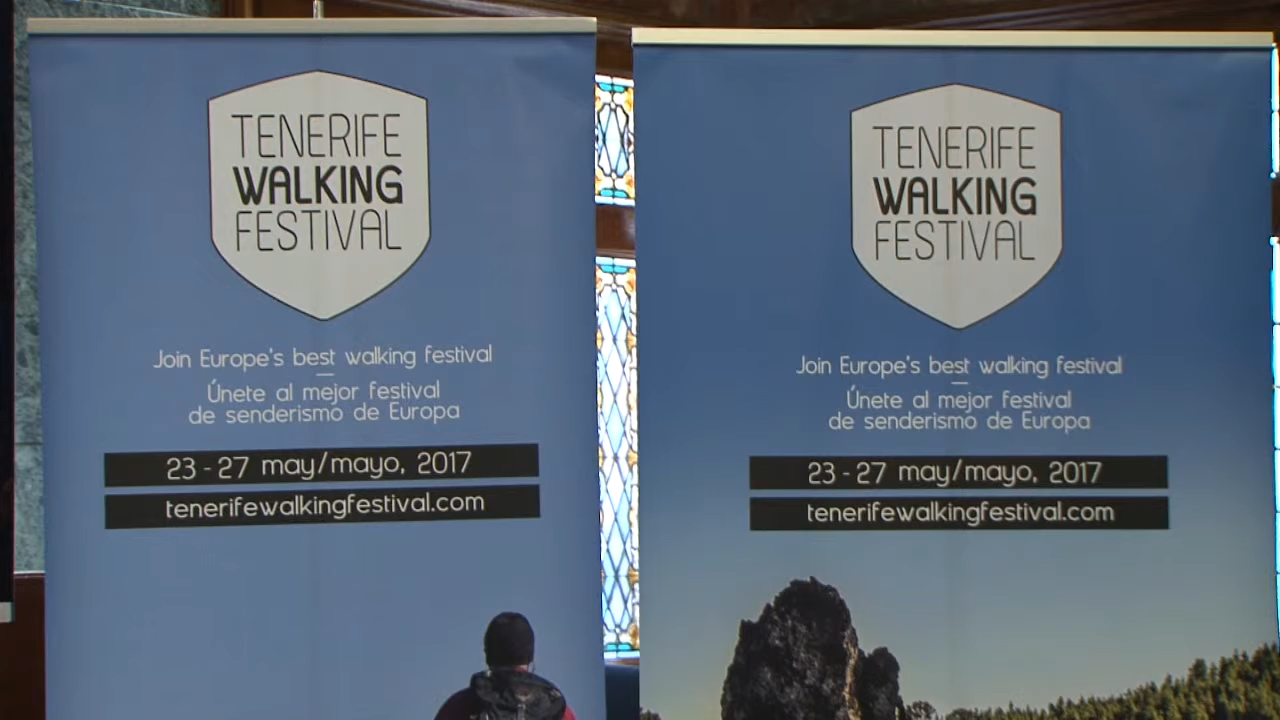 TENERIFE
WALKING
FESTIVAL
Join Europe's best walking festival
Únete al mejor festival
de senderismo de Europa
23 - 27 may/mayo, 2017
tenerifewalkingfestival.com
TENERIFE
WALKING
FESTIVAL
Join Europe's best walking festival
Únete al mejor festival
de senderismo de Europa
23 - 27 may/mayo, 2017
tenerifewalkingfestival.com